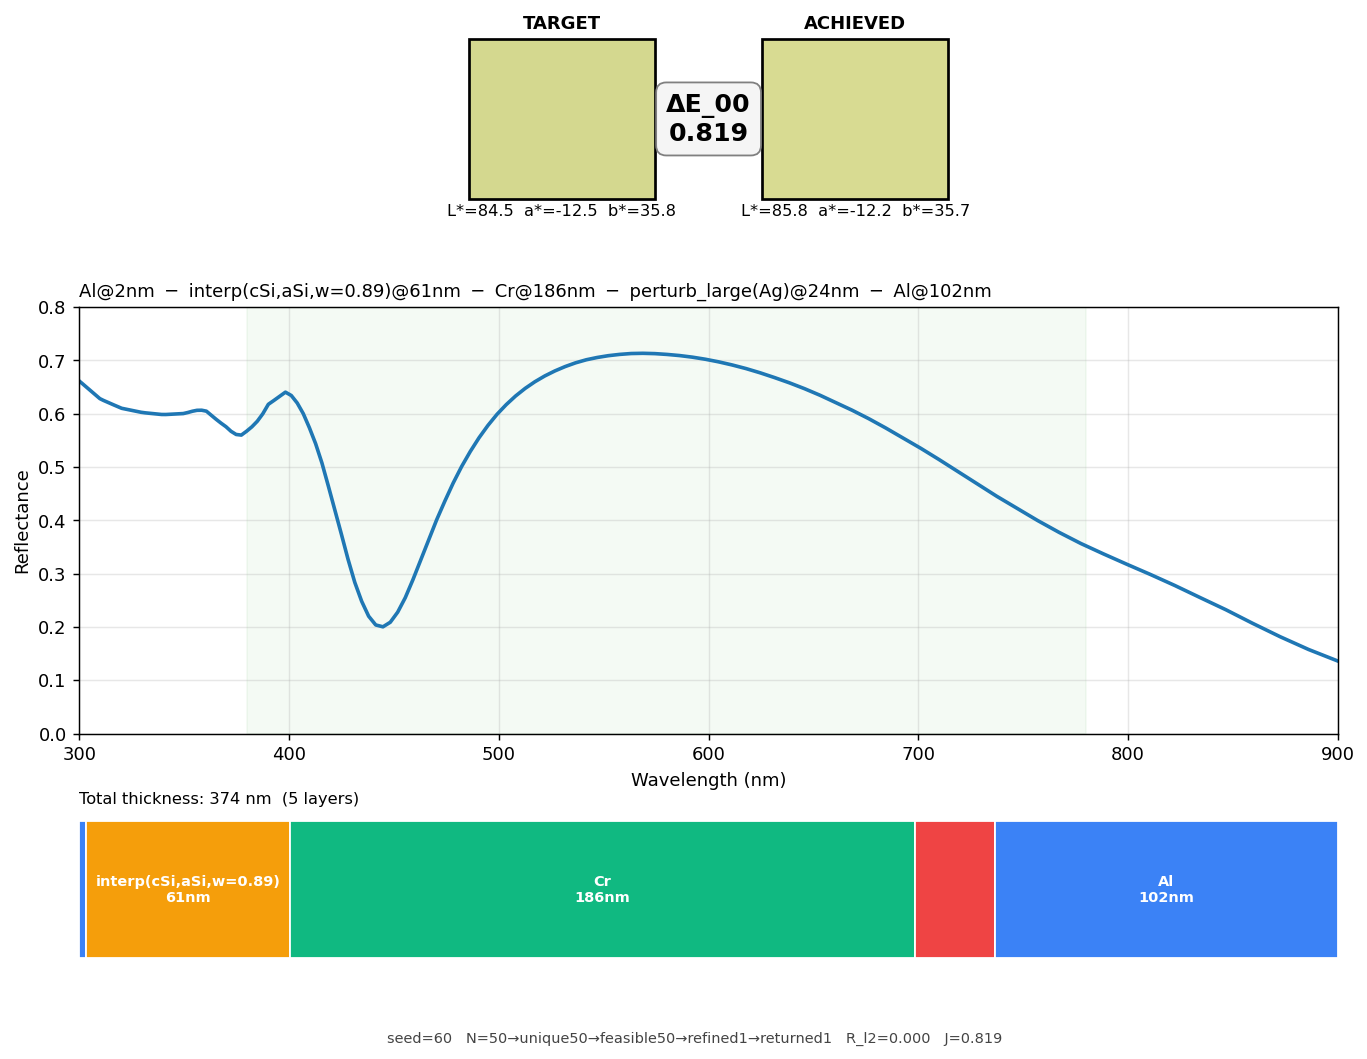 TARGET
ACHIEVED
ΔE_00
0.819
L*=84.5  a*=-12.5  b*=35.8
L*=85.8  a*=-12.2  b*=35.7
Al@2nm  −  interp(cSi,aSi,w=0.89)@61nm  −  Cr@186nm  −  perturb_large(Ag)@24nm  −  Al@102nm
0.8
0.7
0.6
0.5
0.4
0.3
0.2
0.1
0.0
Reflectance
300 400 500 600 700 800 900
Wavelength (nm)
Total thickness: 374 nm  (5 layers)
interp(cSi,aSi,w=0.89)
61nm
Cr
186nm
Al
102nm
seed=60   N=50→unique50→feasible50→refined1→returned1   R_l2=0.000   J=0.819